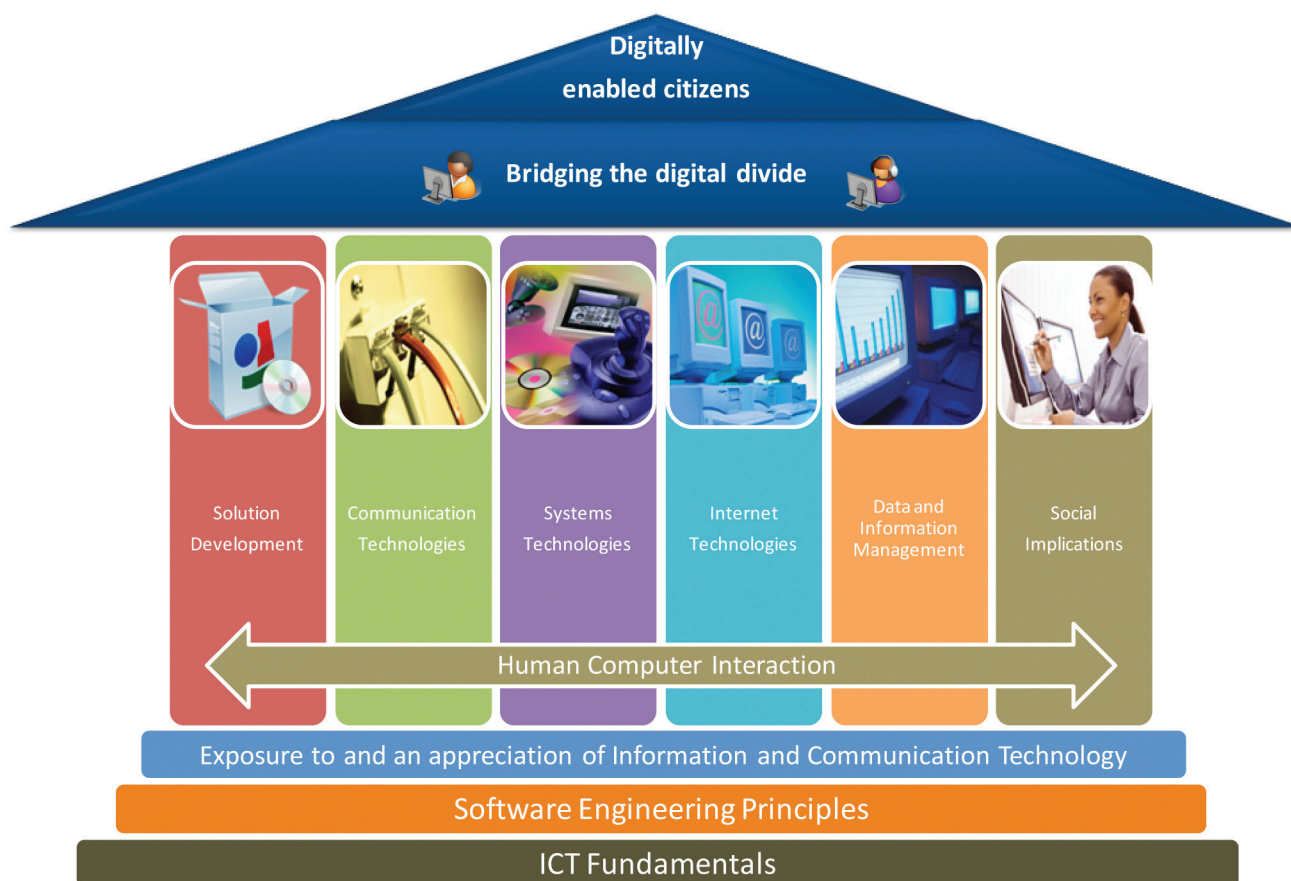 Digitally
enabled citizens
Bridging the digital divide
Solution
Development
Communication
Technologies
Systems
Technologies
Internet
Technologies
Data and
Information
Management
Social
Implications
Human Computer Interaction
Exposure to and an appreciation of Information and Communication Technology
Software Engineering Principles
ICT Fundamentals